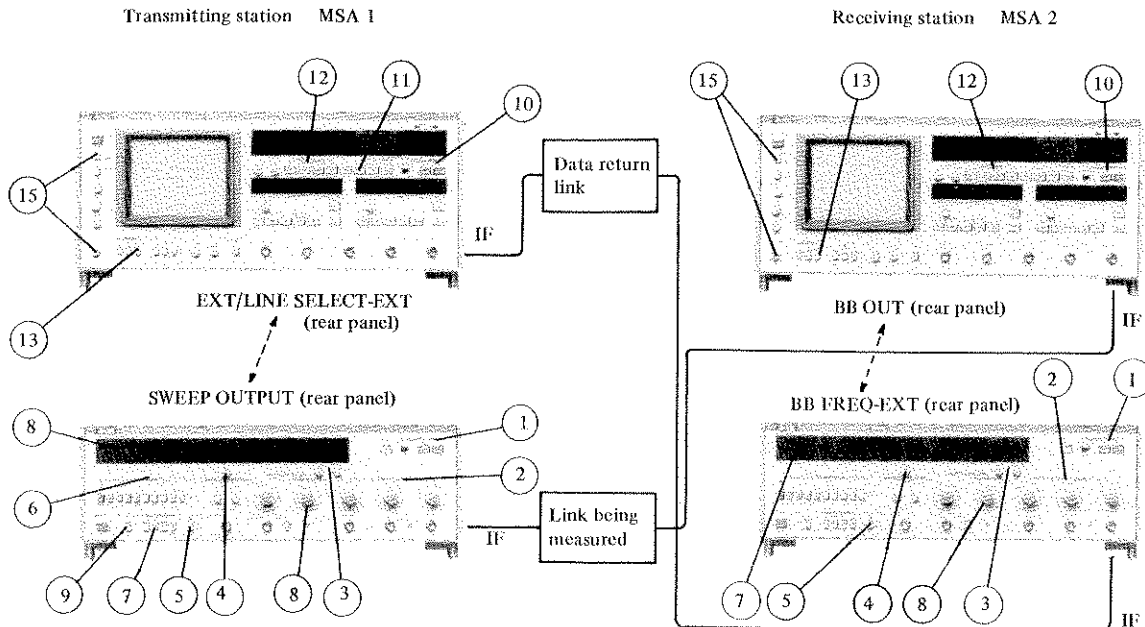 Transmitting station MSA 1
Receiving station MSA 2
12
11
10
15
13
Data return
link
IF
EXT/LINE SELECT-EXT
(rear panel)
15
13
12
10
BB OUT (rear panel)
IF
SWEEP OUTPUT (rear panel)
8
1
2
6
9
7
5
4
8
3
IF
Link being
measured
BB FREQ-EXT (rear panel)
2
1
7
5
4
8
3
IF